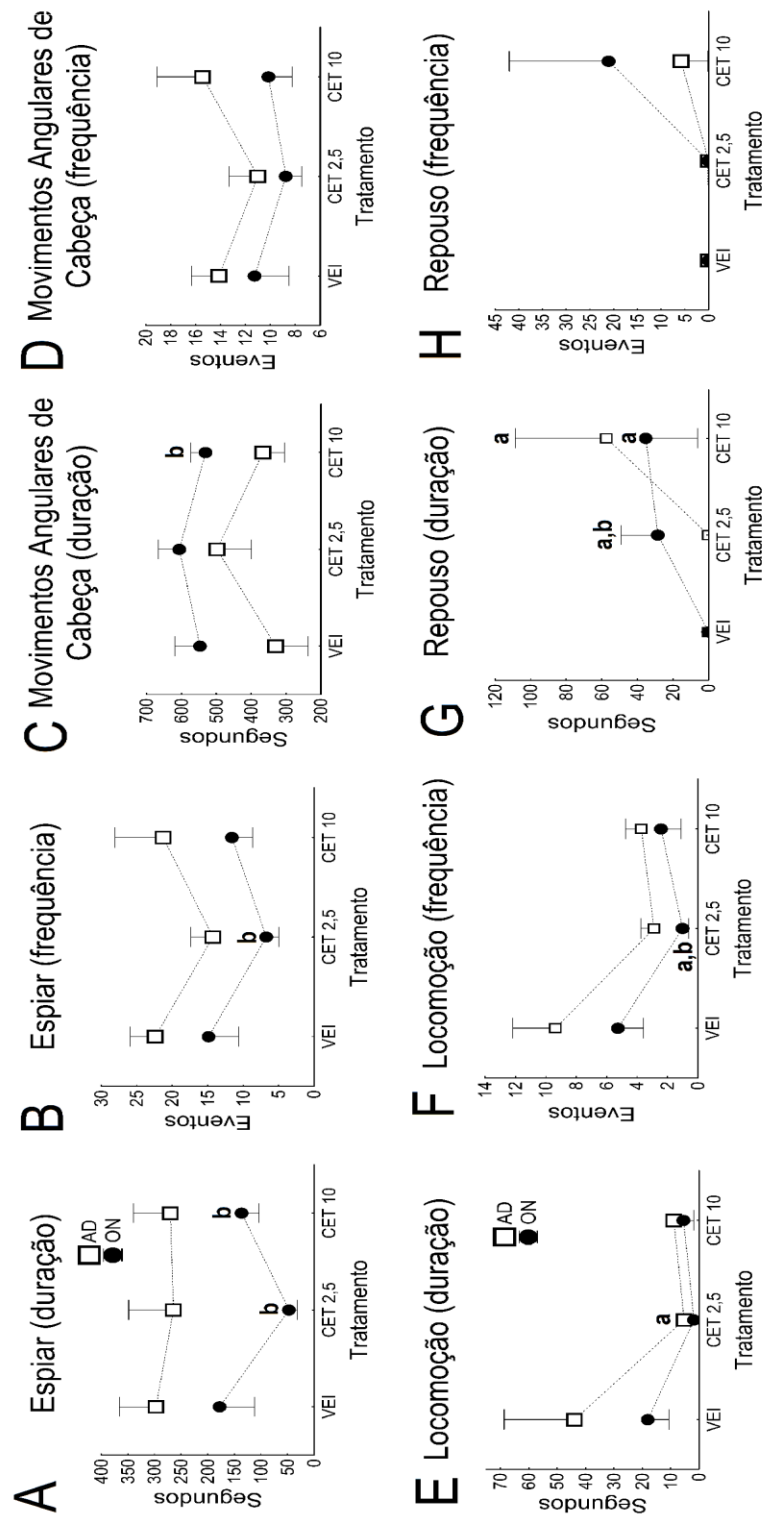 A
Espiar (duração)
Segundos
400
350
300
250
200
150
100
50
0
AD
ON
b
b
VEI
CET 2,5
CET 10
Tratamento
B
Espiar (frequência)
Eventos
30
25
20
15
10
5
0
b
VEI
CET 2,5
CET 10
Tratamento
C
Movimentos Angulares de
Cabeça (duração)
Segundos
700
600
500
400
300
200
b
VEI
CET 2,5
CET 10
Tratamento
D
Movimentos Angulares de
Cabeça (frequência)
Eventos
20
18
16
14
12
10
8
6
VEI
CET 2,5
CET 10
Tratamento
E
Locomoção (duração)
Segundos
70
60
50
40
30
20
10
0
AD
ON
a
VEI
CET 2,5
CET 10
Tratamento
F
Locomoção (frequência)
Eventos
14
12
10
8
6
4
2
0
a,b
VEI
CET 2,5
CET 10
Tratamento
G
Repouso (duração)
Segundos
120
100
80
60
40
20
0
a,b
a
a
VEI
CET 2,5
CET 10
Tratamento
H
Repouso (frequência)
Eventos
45
40
35
30
25
20
15
10
5
0
VEI
CET 2,5
CET 10
Tratamento